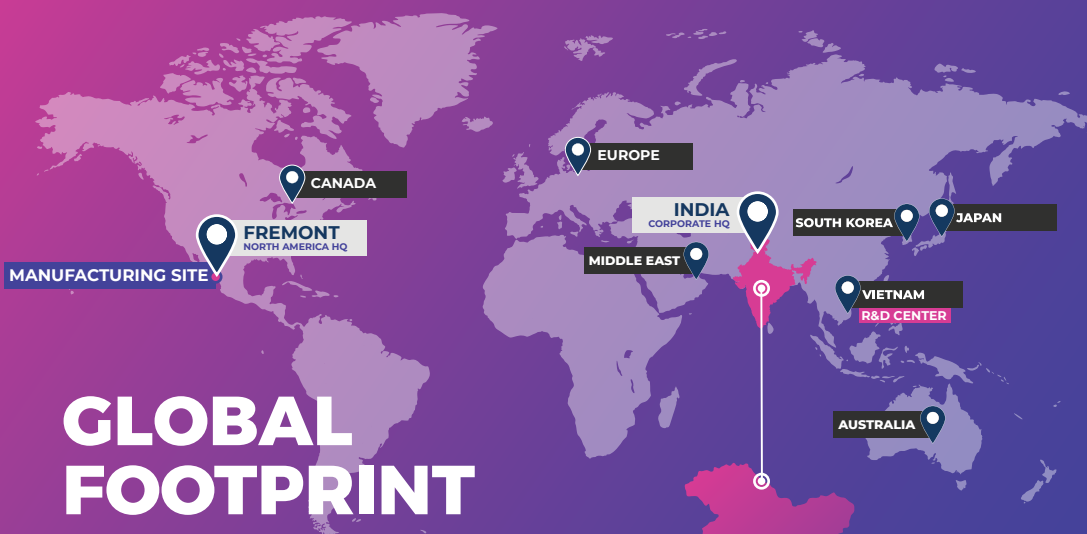 EUROPE
CANADA
INDIA
CORPORATE HQ
SOUTH KOREA
JAPAN
FREMONT
NORTH AMERICA HQ
MIDDLE EAST
MANUFACTURING SITE
VIETNAM
R&D CENTER
GLOBAL
FOOTPRINT
AUSTRALIA